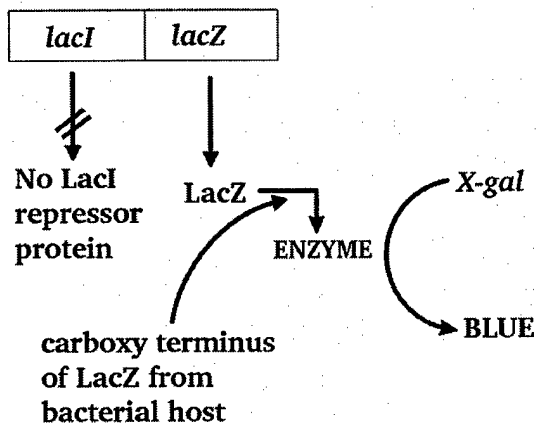 lacI lacZ
No LacI
repressor
protein
LacZ
ENZYME
X-gal
BLUE
carboxy terminus
of LacZ from
bacterial host